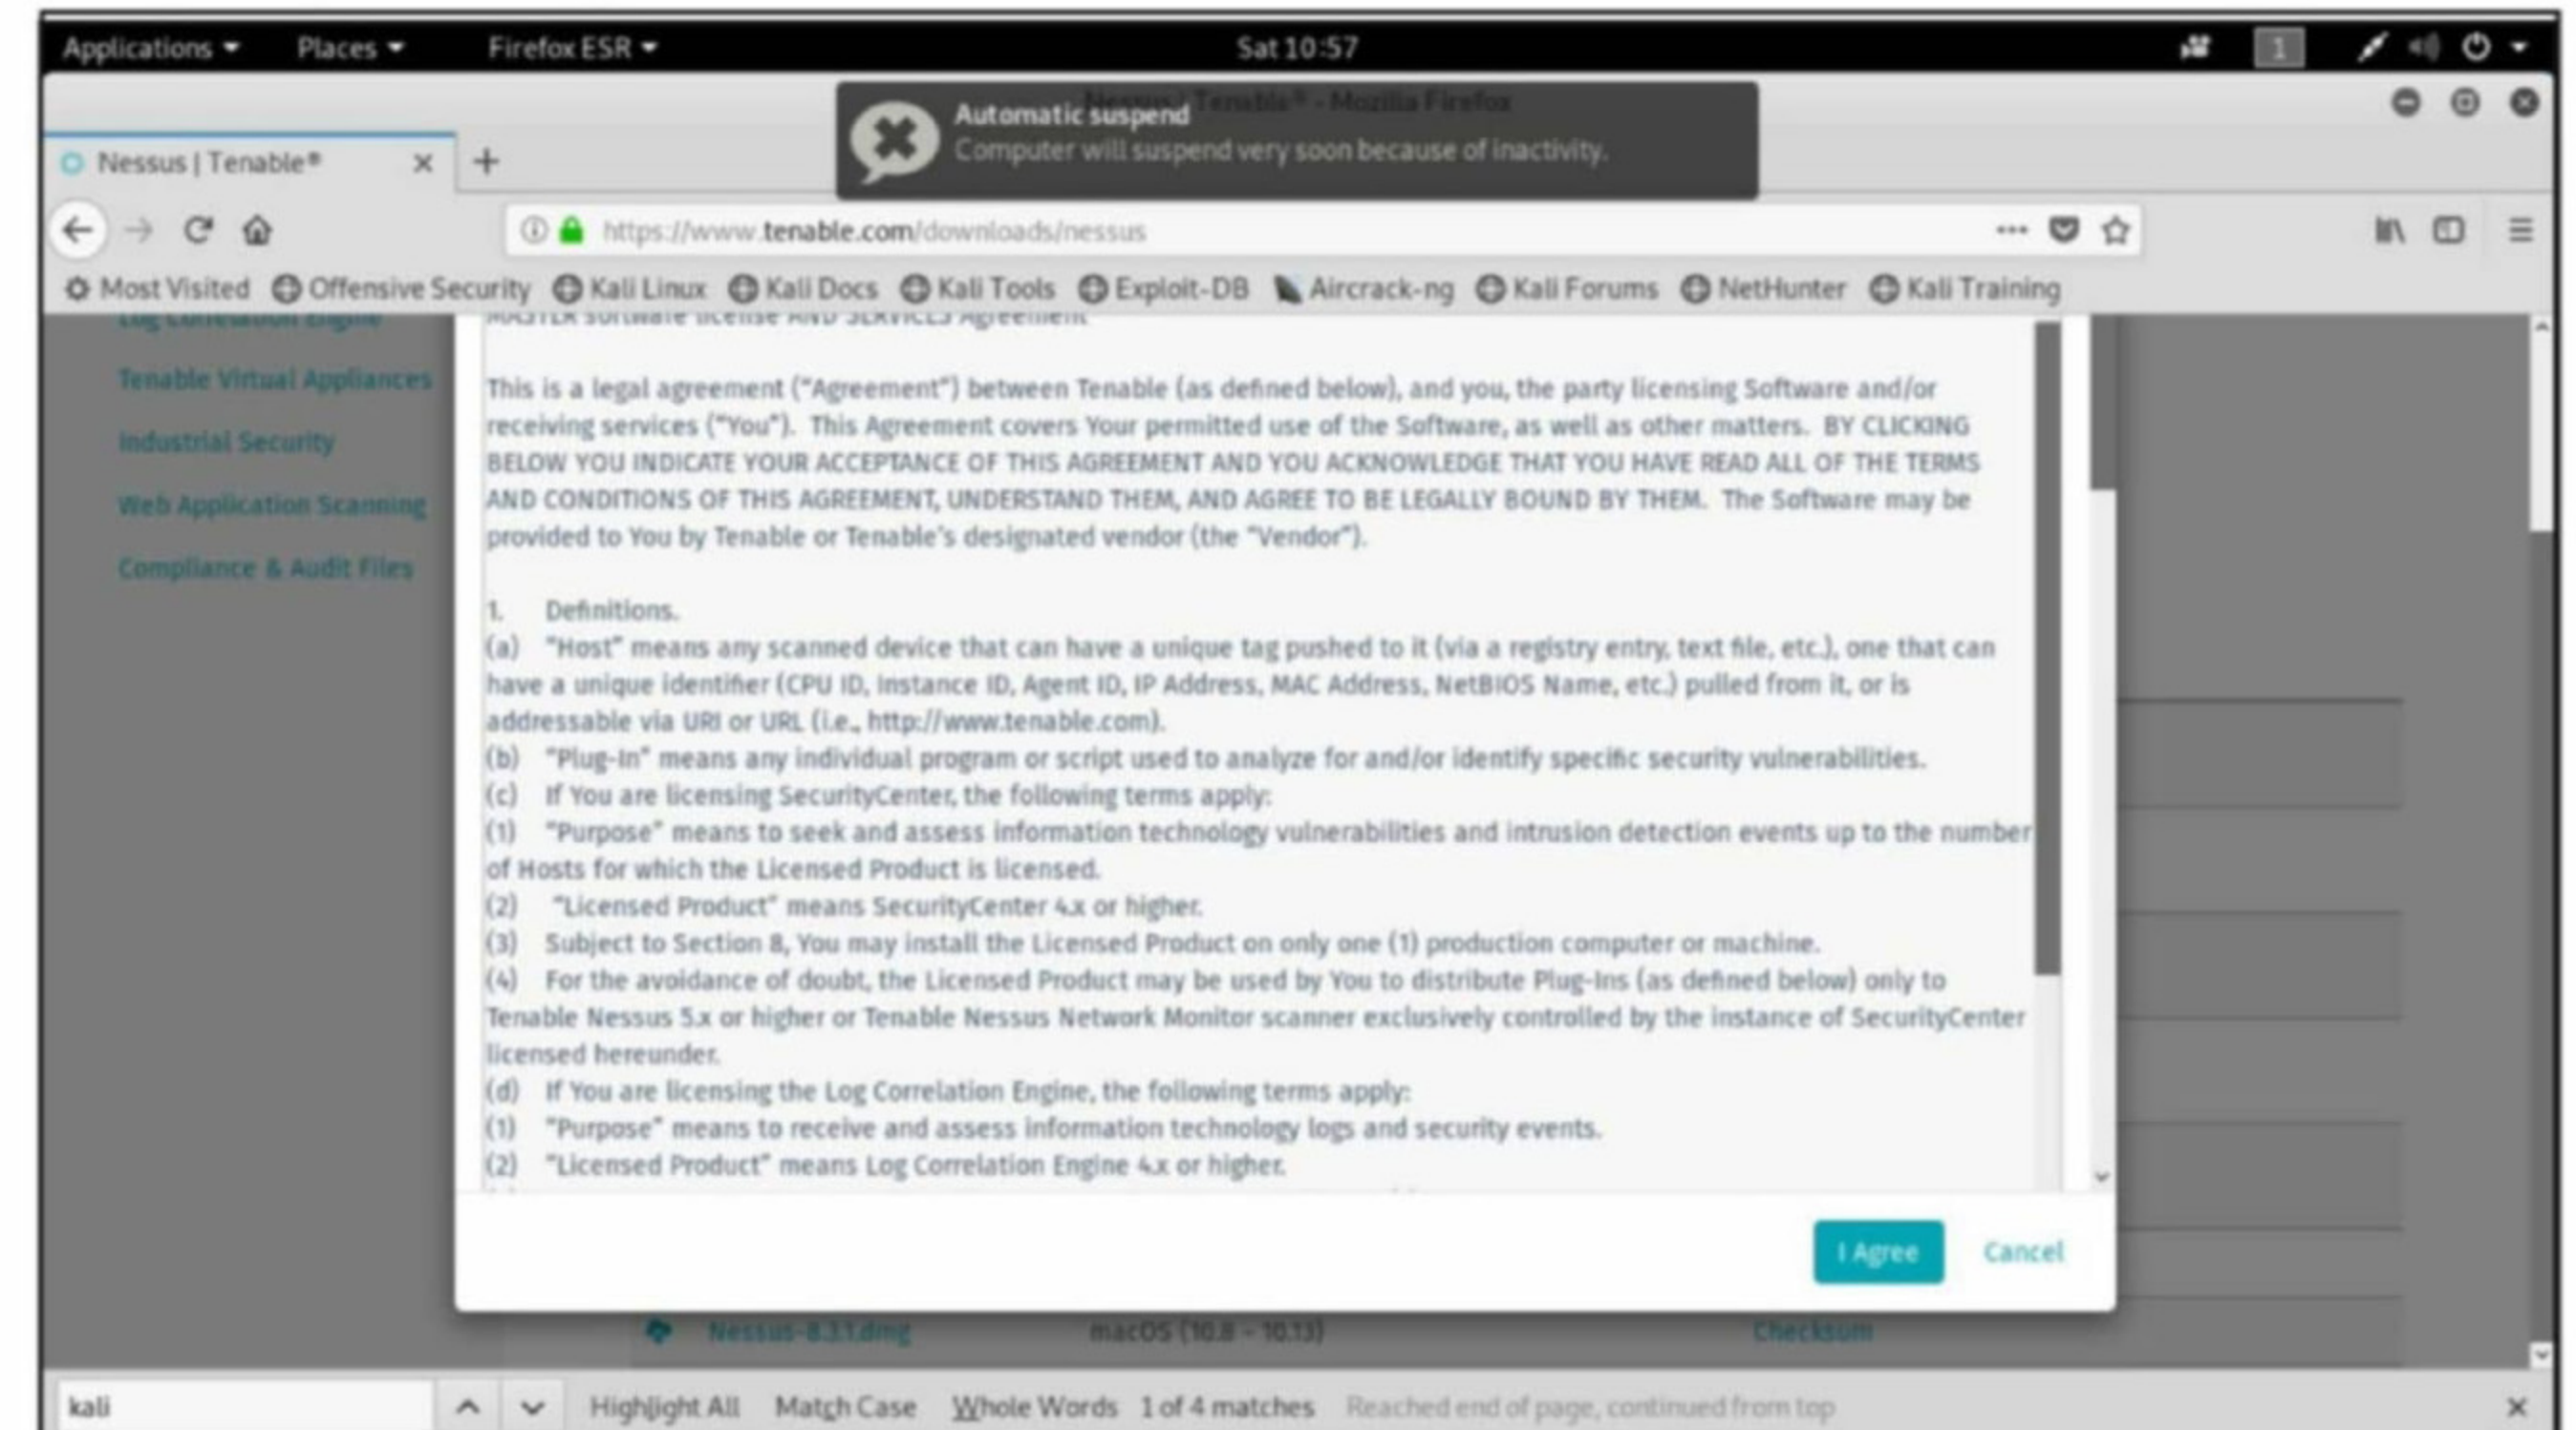 Applications Places Firefox ESR Sat 10:57 1
Nessus | Tenable® - Mozilla Firefox
Automatic suspend
Computer will suspend very soon because of inactivity.
Nessus | Tenable®
https://www.tenable.com/downloads/nessus
Most Visited Offensive Security Kali Linux Kali Docs Kali Tools Exploit-DB Aircrack-ng Kali Forums NetHunter Kali Training
Log Correlation Engine
Tenable Virtual Appliances
Industrial Security
Web Application Scanning
Compliance & Audit Files
MASTER software license AND SERVICES Agreement
This is a legal agreement (“Agreement”) between Tenable (as defined below), and you, the party licensing Software and/or
receiving services (“You”). This Agreement covers Your permitted use of the Software, as well as other matters. BY CLICKING
BELOW YOU INDICATE YOUR ACCEPTANCE OF THIS AGREEMENT AND YOU ACKNOWLEDGE THAT YOU HAVE READ ALL OF THE TERMS
AND CONDITIONS OF THIS AGREEMENT, UNDERSTAND THEM, AND AGREE TO BE LEGALLY BOUND BY THEM. The Software may be
provided to You by Tenable or Tenable’s designated vendor (the “Vendor”).
1. Definitions.
(a) “Host” means any scanned device that can have a unique tag pushed to it (via a registry entry, text file, etc.), one that can
have a unique identifier (CPU ID, Instance ID, Agent ID, IP Address, MAC Address, NetBIOS Name, etc.) pulled from it, or is
addressable via URI or URL (i.e., http://www.tenable.com).
(b) “Plug-In” means any individual program or script used to analyze for and/or identify specific security vulnerabilities.
(c) If You are licensing SecurityCenter, the following terms apply:
(1) “Purpose” means to seek and assess information technology vulnerabilities and intrusion detection events up to the number
of Hosts for which the Licensed Product is licensed.
(2) “Licensed Product” means SecurityCenter 4.x or higher.
(3) Subject to Section 8, You may install the Licensed Product on only one (1) production computer or machine.
(4) For the avoidance of doubt, the Licensed Product may be used by You to distribute Plug-Ins (as defined below) only to
Tenable Nessus 5.x or higher or Tenable Nessus Network Monitor scanner exclusively controlled by the instance of SecurityCenter
licensed hereunder.
(d) If You are licensing the Log Correlation Engine, the following terms apply:
(1) “Purpose” means to receive and assess information technology logs and security events.
(2) “Licensed Product” means Log Correlation Engine 4.x or higher.
I Agree Cancel
Nessus-8.3.1.dmg macOS (10.8 - 10.13) Checksum
kali Highlight All Match Case Whole Words 1 of 4 matches Reached end of page, continued from top